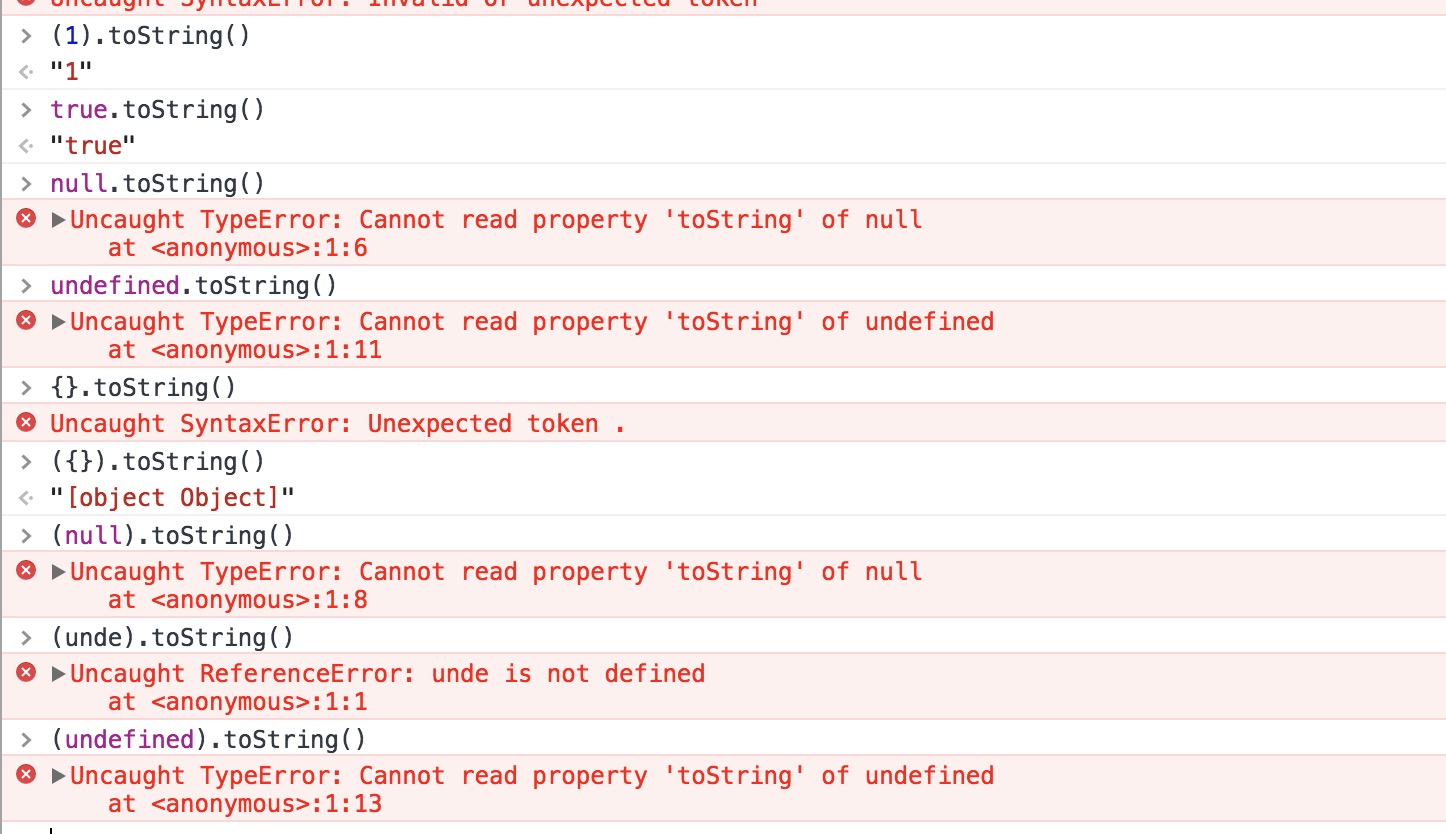 Uncaught SyntaxError: Invalid or unexpected token
> (1).toString()
"1"
> true.toString()
"true"
> null.toString()
Uncaught TypeError: Cannot read property 'toString' of null
at <anonymous>:1:6
> undefined.toString()
Uncaught TypeError: Cannot read property 'toString' of undefined
at <anonymous>:1:11
> {}.toString()
Uncaught SyntaxError: Unexpected token .
> ({}).toString()
"[object Object]"
> (null).toString()
Uncaught TypeError: Cannot read property 'toString' of null
at <anonymous>:1:8
> (unde).toString()
Uncaught ReferenceError: unde is not defined
at <anonymous>:1:1
> (undefined).toString()
Uncaught TypeError: Cannot read property 'toString' of undefined
at <anonymous>:1:13